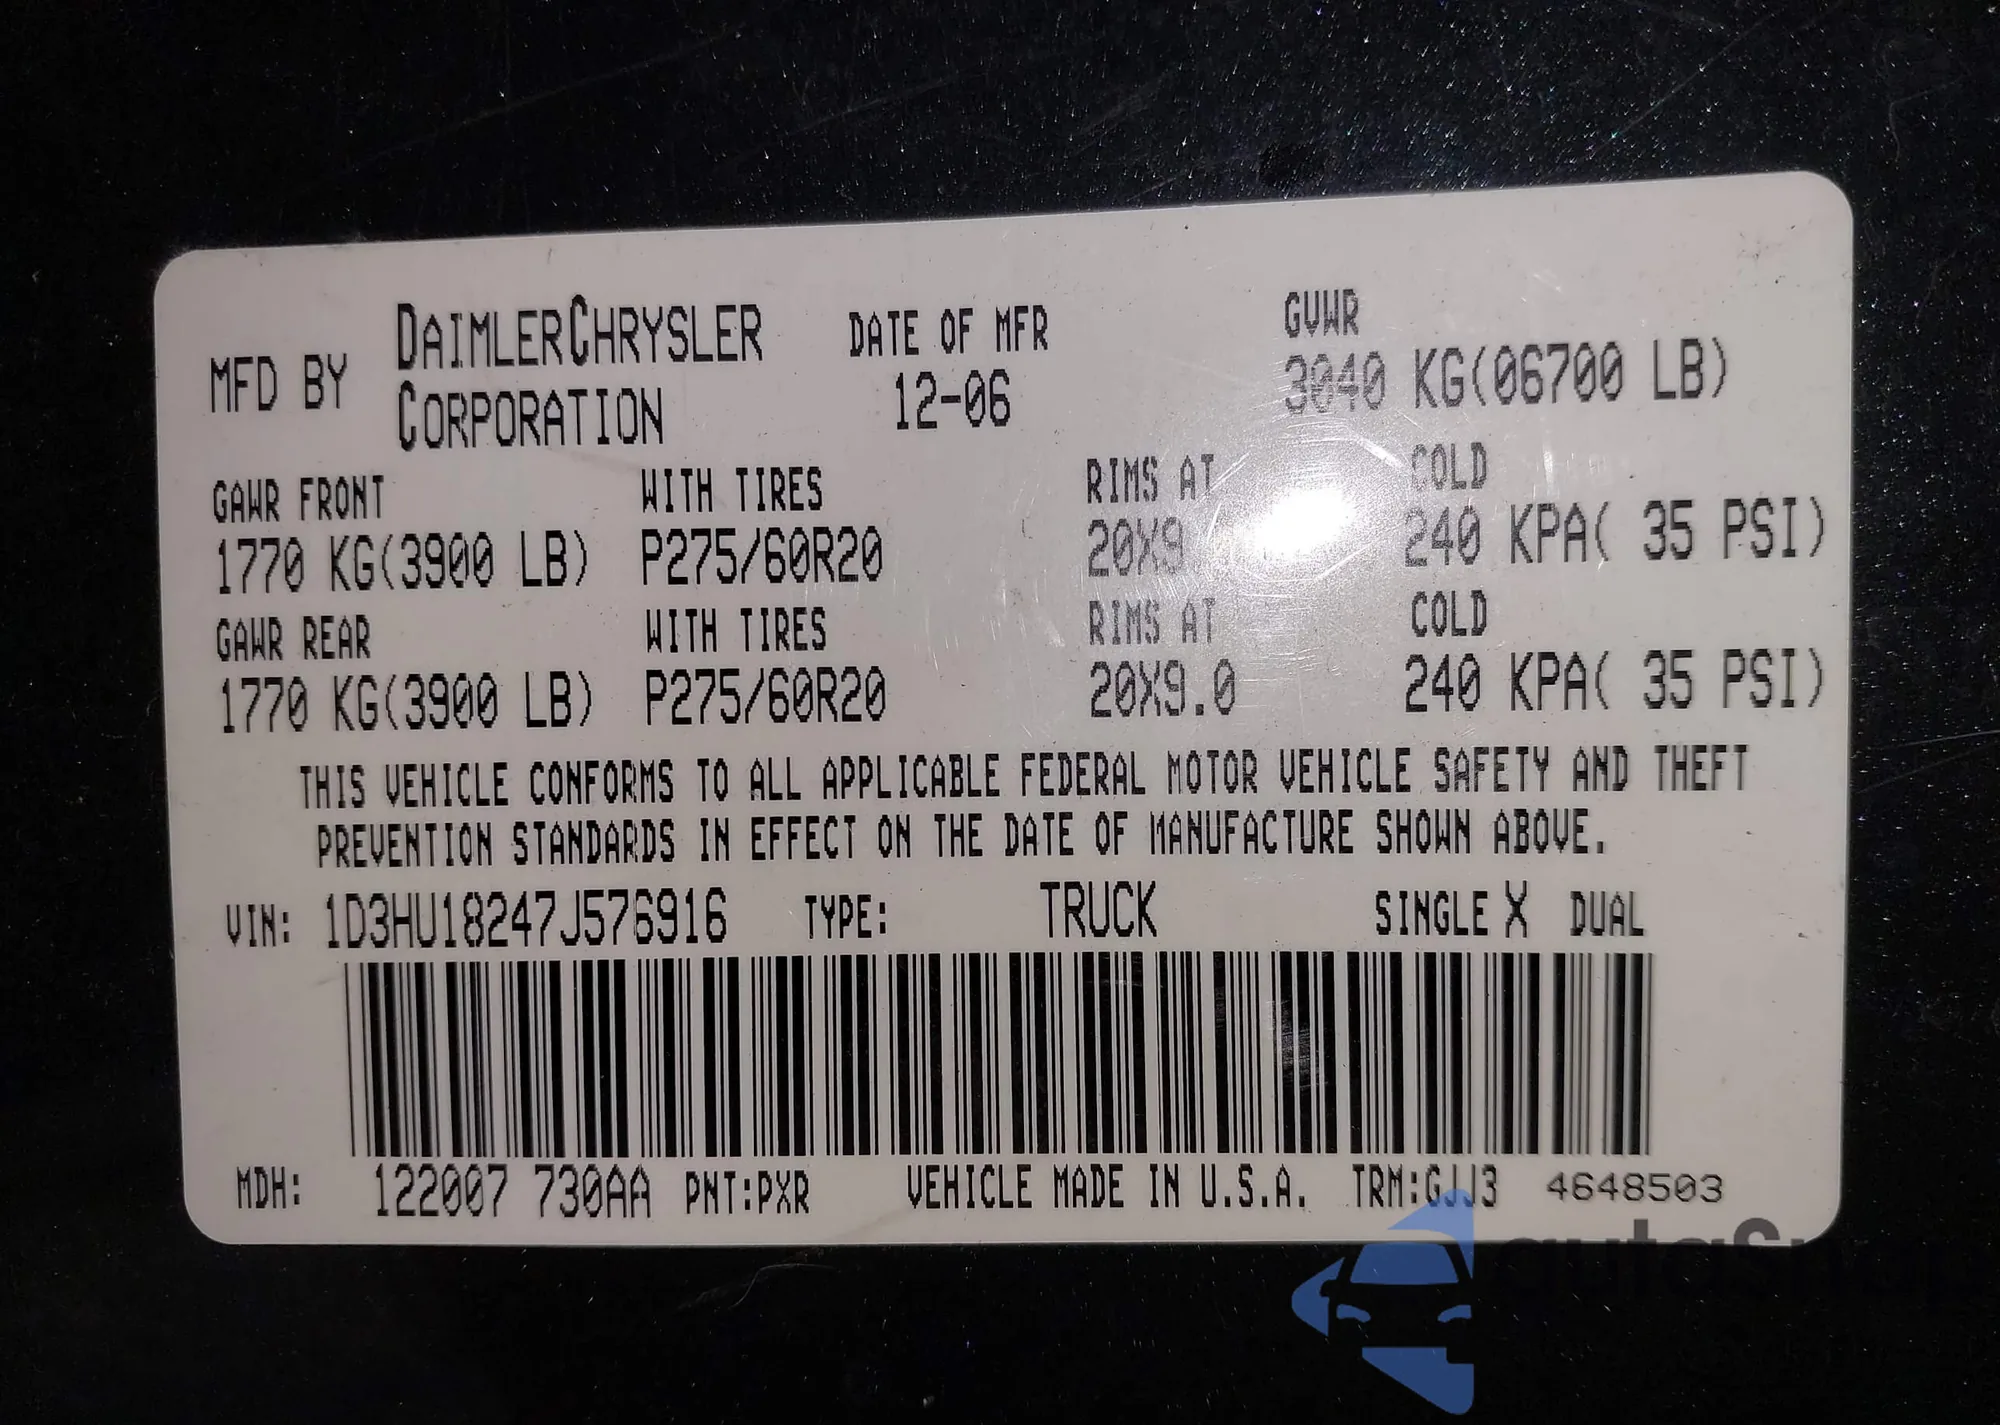 MFD BY DAIMLERCHRYSLER CORPORATION DATE OF MFR 12-06 GVWR 3040 KG(06700 LB)
GAWR FRONT WITH TIRES RIMS AT COLD
1770 KG(3900 LB) P275/60R20 20X9 240 KPA( 35 PSI)
GAWR REAR WITH TIRES RIMS AT COLD
1770 KG(3900 LB) P275/60R20 20X9.0 240 KPA( 35 PSI)
THIS VEHICLE CONFORMS TO ALL APPLICABLE FEDERAL MOTOR VEHICLE SAFETY AND THEFT
PREVENTION STANDARDS IN EFFECT ON THE DATE OF MANUFACTURE SHOWN ABOVE.
VIN: 1D3HU18247J576916 TYPE: TRUCK SINGLE X DUAL
MDH: 122007 730AA PNT:PXR VEHICLE MADE IN U.S.A. TRM:GJJ3 4648503